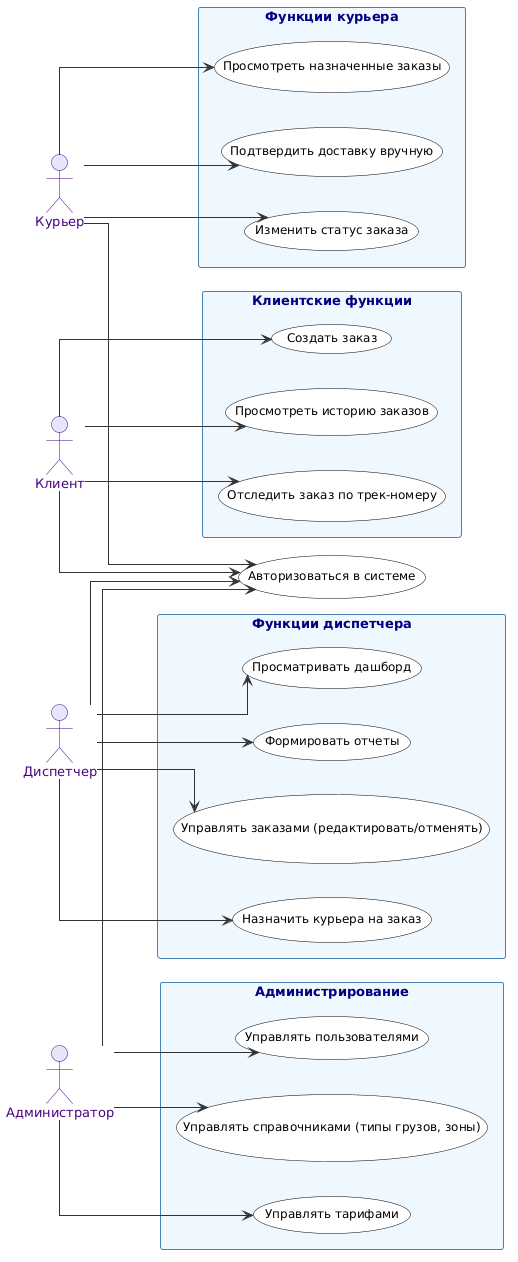 Функции курьера
Просмотреть назначенные заказы
Подтвердить доставку вручную
Курьер
Изменить статус заказа
Клиентские функции
Создать заказ
Просмотреть историю заказов
Клиент
Отследить заказ по трек-номеру
Авторизоваться в системе
Функции диспетчера
Просматривать дашборд
Формировать отчеты
Диспетчер
Управлять заказами (редактировать/отменять)
Назначить курьера на заказ
Администрирование
Управлять пользователями
Администратор
Управлять справочниками (типы грузов, зоны)
Управлять тарифами